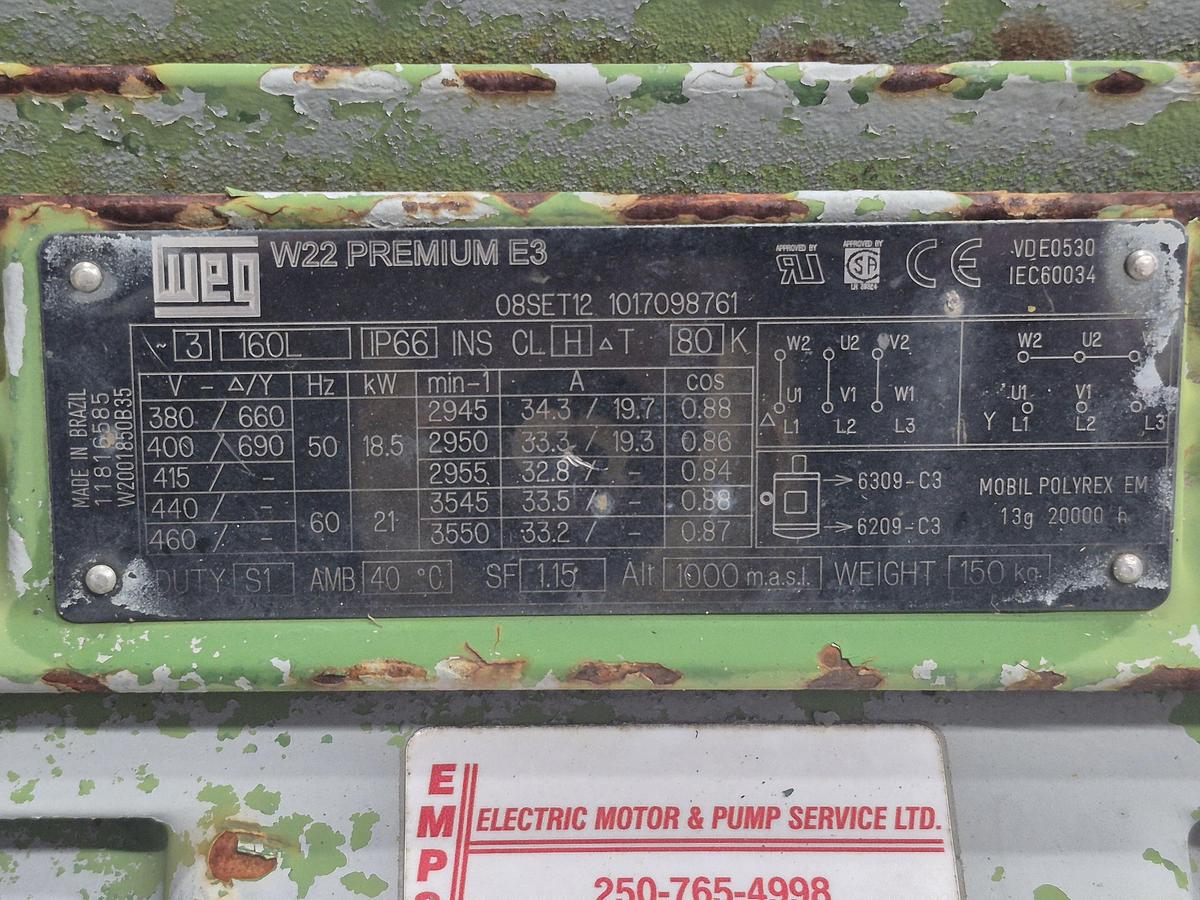 WEG W22 PREMIUM E3
APPROVED BY APPROVED BY VDE0530
IEC60034
08SET12 1017098761
MADE IN BRAZIL
11816585
W2001850B35
~ 3 160L IP66 INS CL H △T 80 K
V - △/Y Hz kW min-1 A cos
380 / 660 50 18.5 2945 34.3 / 19.7 0.88
400 / 690 2950 33.3 / 19.3 0.86
415 / - 2955 32.8 / - 0.84
440 / - 60 21 3545 33.5 / - 0.88
460 / - 3550 33.2 / - 0.87
W2 U2 V2
U1 V1 W1
△ L1 L2 L3
W2 U2
U1 V1
Y L1 L2 L3
6309-C3
6209-C3
MOBIL POLYREX EM
13g 20000 h
DUTY S1 AMB 40 °C SF 1.15 Alt 1000 m.a.s.l. WEIGHT 150 kg
EMP
ELECTRIC MOTOR & PUMP SERVICE LTD.
250-765-4998